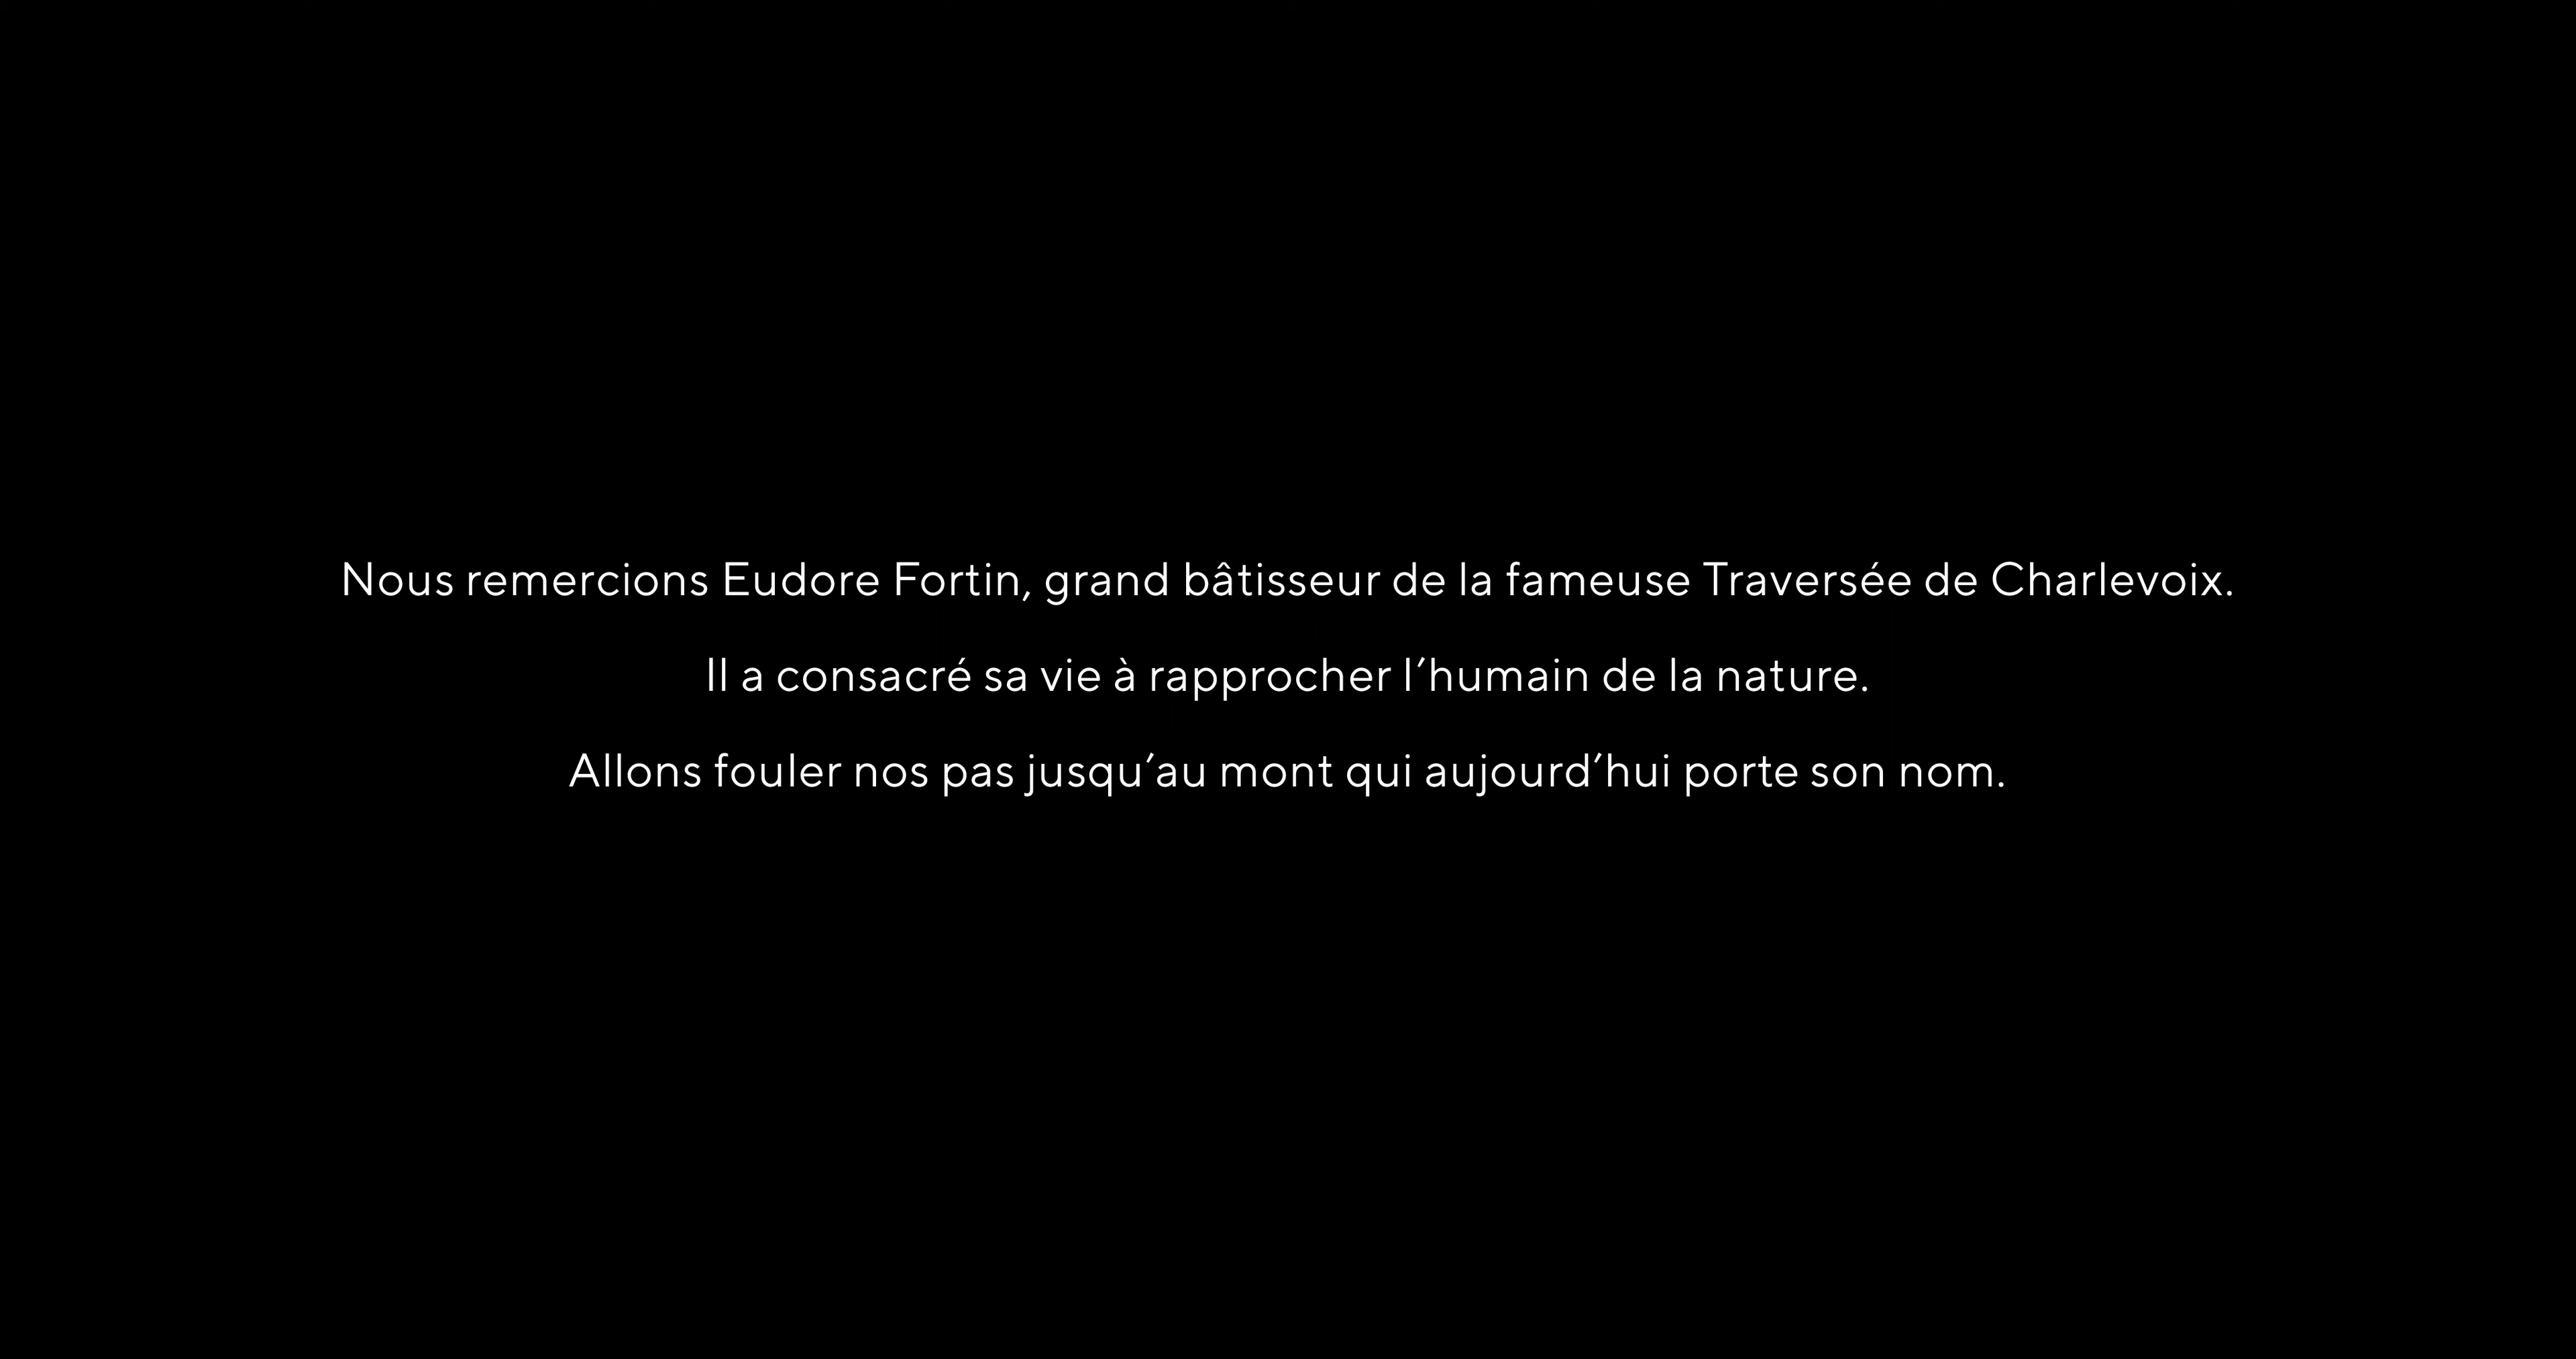 Nous remercions Eudore Fortin, grand bâtisseur de la fameuse Traversée de Charlevoix.
Il a consacré sa vie à rapprocher l’humain de la nature.
Allons fouler nos pas jusqu’au mont qui aujourd’hui porte son nom.